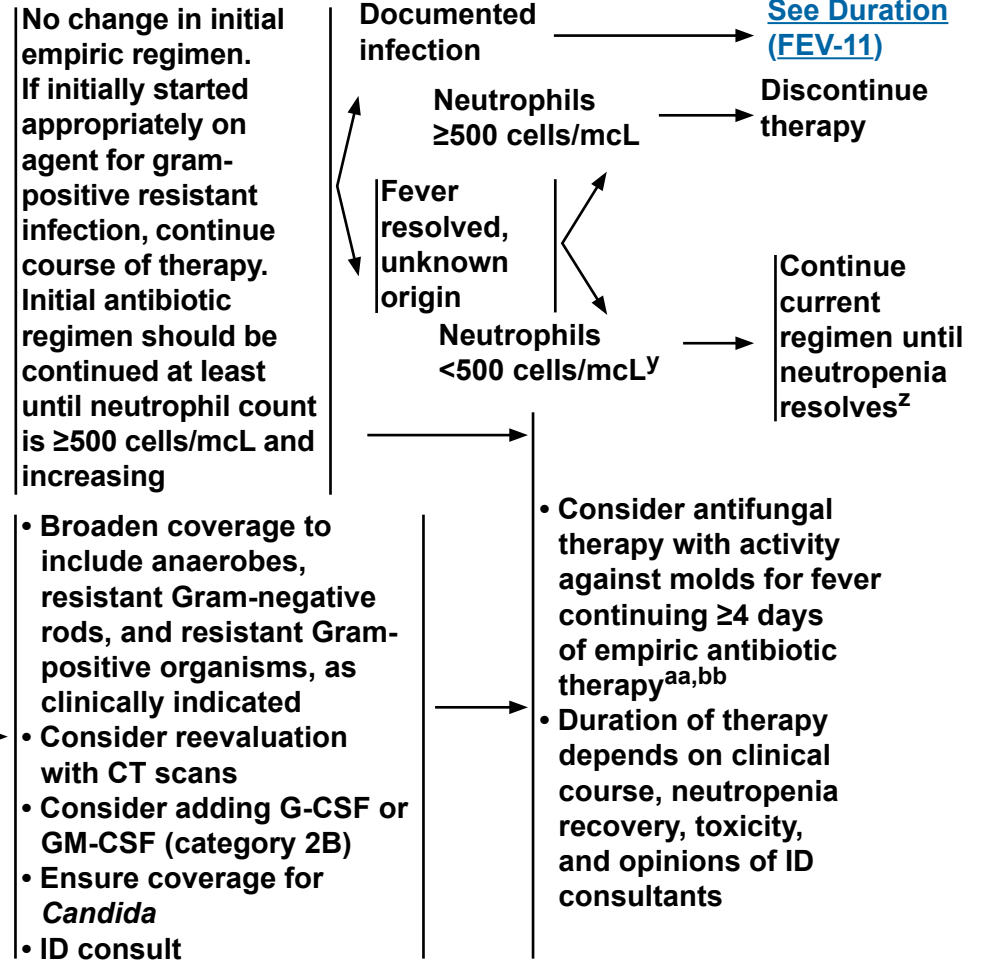 No change in initial
empiric regimen.
If initially started
appropriately on
agent for gram-
positive resistant
infection, continue
course of therapy.
Initial antibiotic
regimen should be
continued at least
until neutrophil count
is ≥500 cells/mcL and
increasing
Documented
infection
See Duration
(FEV-11)
Neutrophils
≥500 cells/mcL
Discontinue
therapy
Fever
resolved,
unknown
origin
Neutrophils
<500 cells/mcLy
Continue
current
regimen until
neutropenia
resolvesz
• Broaden coverage to
include anaerobes,
resistant Gram-negative
rods, and resistant Gram-
positive organisms, as
clinically indicated
• Consider reevaluation
with CT scans
• Consider adding G-CSF or
GM-CSF (category 2B)
• Ensure coverage for
Candida
• ID consult
• Consider antifungal
therapy with activity
against molds for fever
continuing ≥4 days
of empiric antibiotic
therapyaa,bb
• Duration of therapy
depends on clinical
course, neutropenia
recovery, toxicity,
and opinions of ID
consultants